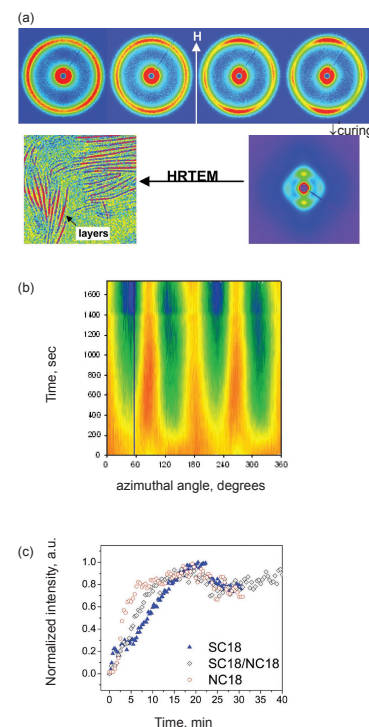 (a)
H
↓curing
HRTEM
layers
(b)
Time, sec
1600
1400
1200
1000
800
600
400
200
0
0 60 120 180 240 300 360
azimuthal angle, degrees
(c)
Normalized intensity, a.u.
1.0
0.8
0.6
0.4
0.2
0.0
SC18
SC18/NC18
NC18
0 5 10 15 20 25 30 35 40
Time, min